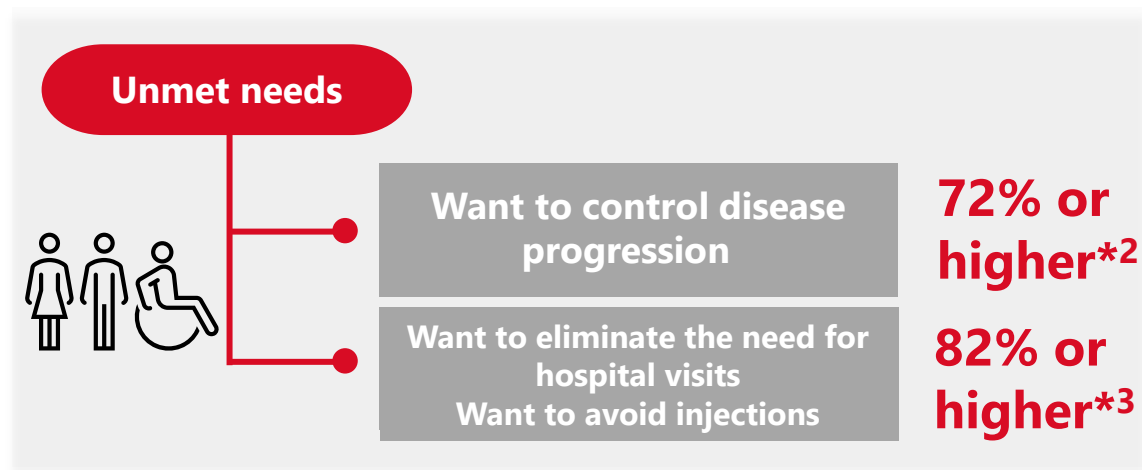 Unmet needs
Want to control disease
progression
72% or
higher*2
Want to eliminate the need for
hospital visits
Want to avoid injections
82% or
higher*3